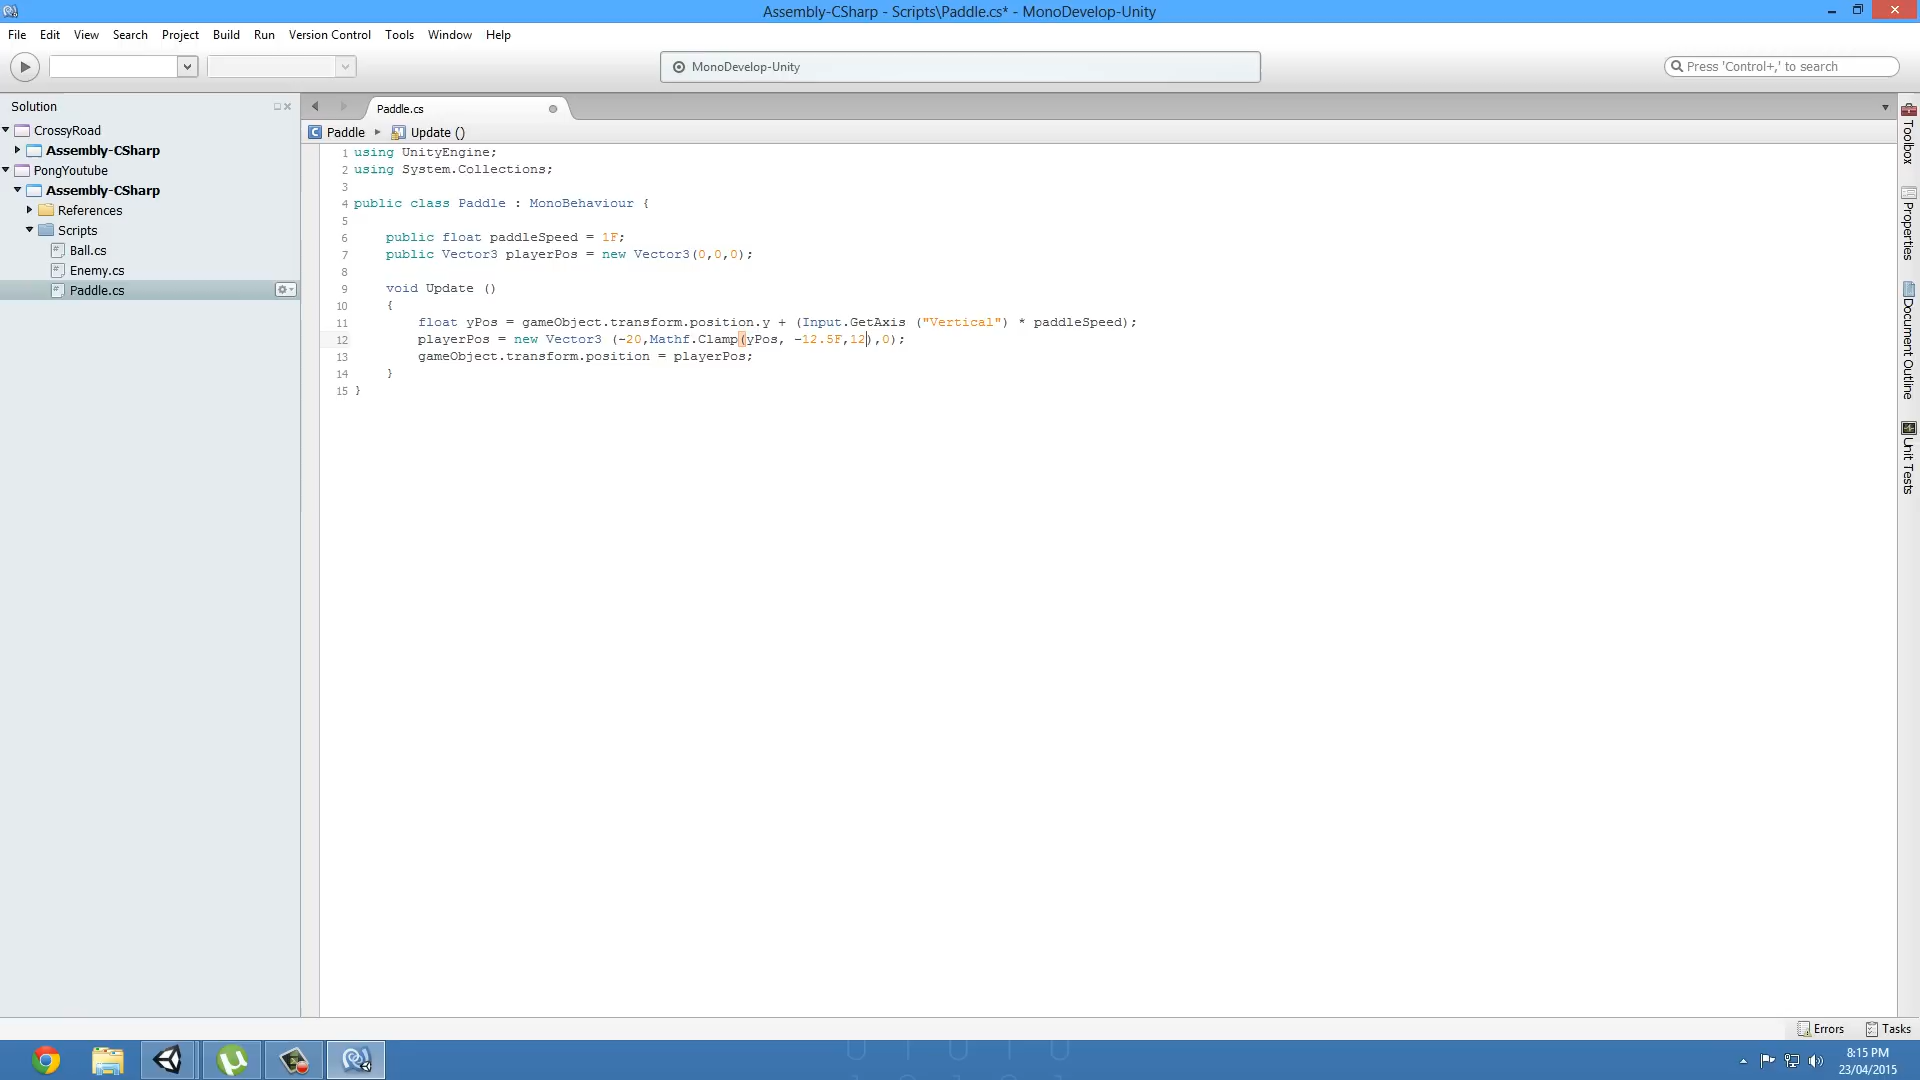 Assembly-CSharp - Scripts\Paddle.cs* - MonoDevelop-Unity
File Edit View Search Project Build Run Version Control Tools Window Help
MonoDevelop-Unity
Press 'Control+,' to search
Solution
CrossyRoad
Assembly-CSharp
PongYoutube
Assembly-CSharp
References
Scripts
Ball.cs
Enemy.cs
Paddle.cs
Paddle.cs
Paddle Update ()
1 using UnityEngine;
2 using System.Collections;
3
4 public class Paddle : MonoBehaviour {
5
6 public float paddleSpeed = 1F;
7 public Vector3 playerPos = new Vector3(0,0,0);
8
9 void Update ()
10 {
11 float yPos = gameObject.transform.position.y + (Input.GetAxis ("Vertical") * paddleSpeed);
12 playerPos = new Vector3 (-20,Mathf.Clamp(yPos, -12.5F,12),0);
13 gameObject.transform.position = playerPos;
14 }
15 }
Toolbox
Properties
Document Outline
Unit Tests
Errors Tasks
8:15 PM
23/04/2015